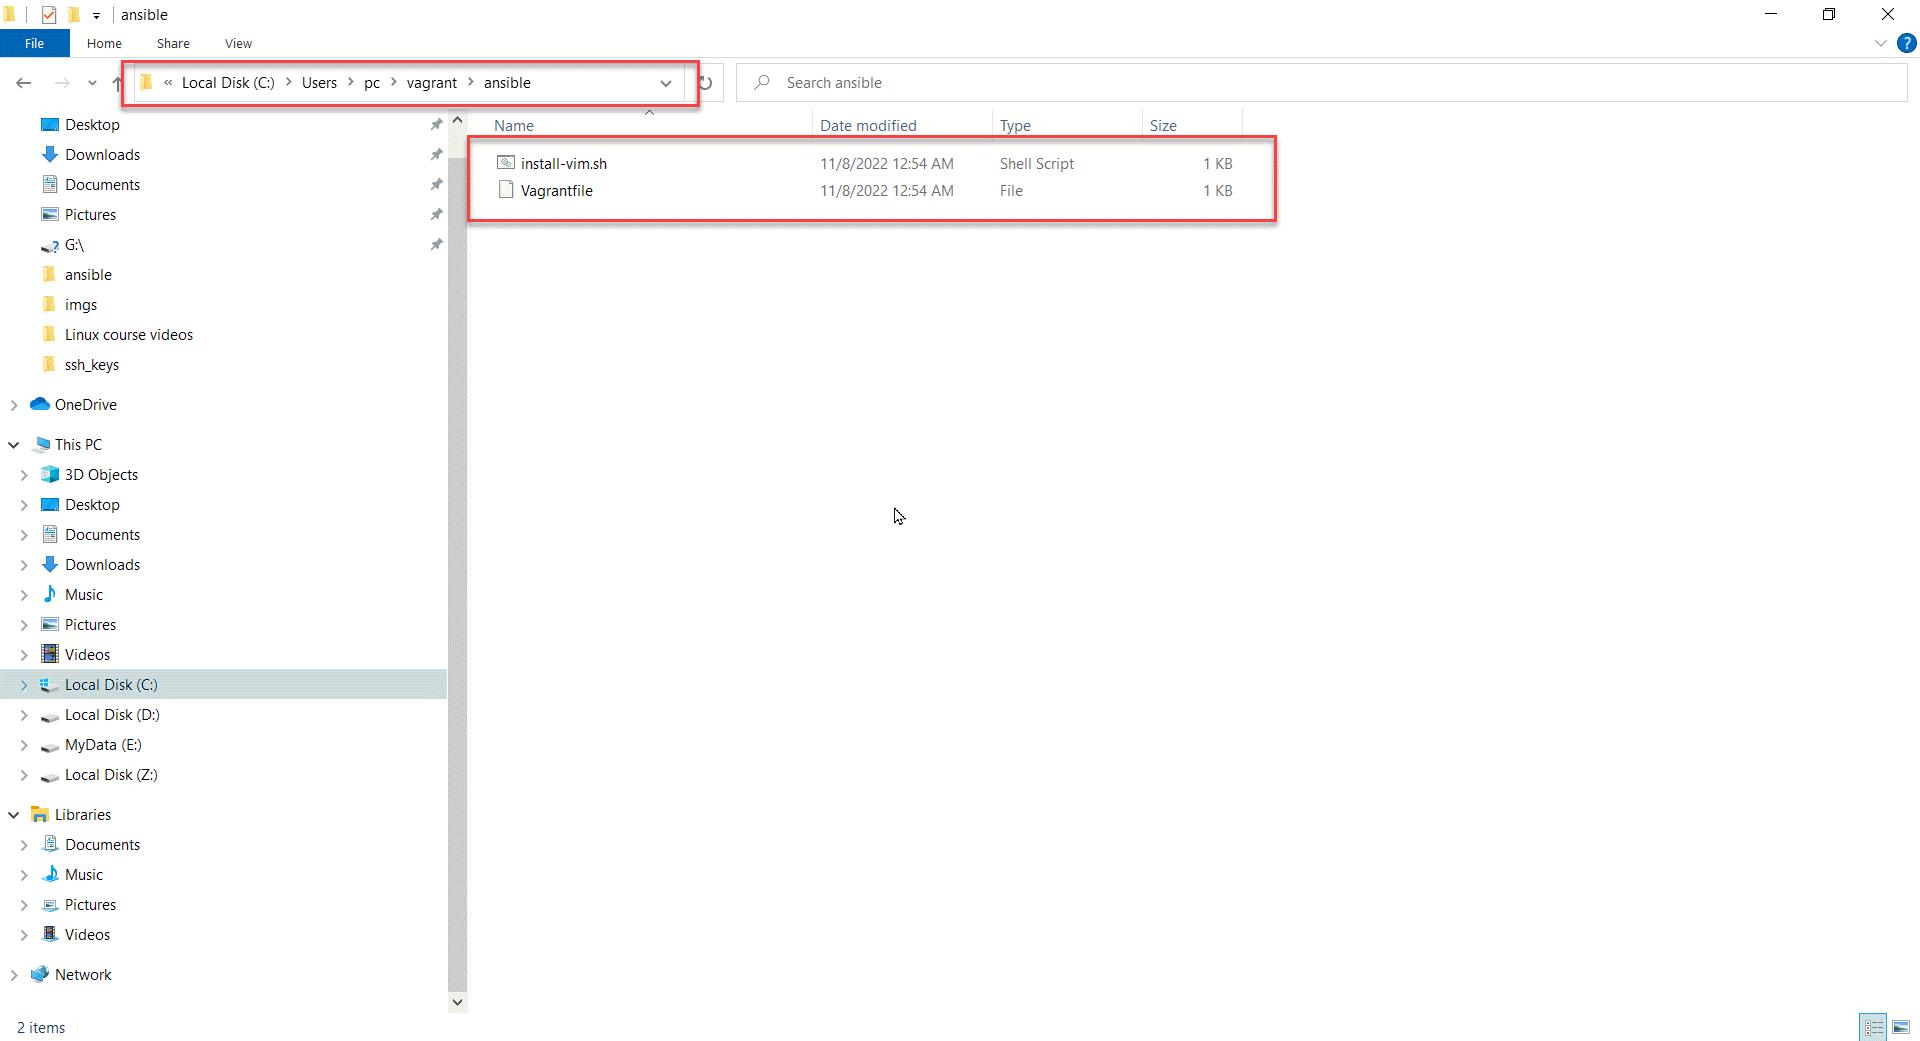 ansible
File Home Share View
« Local Disk (C:) > Users > pc > vagrant > ansible
Search ansible
Name Date modified Type Size
install-vim.sh 11/8/2022 12:54 AM Shell Script 1 KB
Vagrantfile 11/8/2022 12:54 AM File 1 KB
Desktop
Downloads
Documents
Pictures
G:\
ansible
imgs
Linux course videos
ssh_keys
OneDrive
This PC
3D Objects
Desktop
Documents
Downloads
Music
Pictures
Videos
Local Disk (C:)
Local Disk (D:)
MyData (E:)
Local Disk (Z:)
Libraries
Documents
Music
Pictures
Videos
Network
2 items